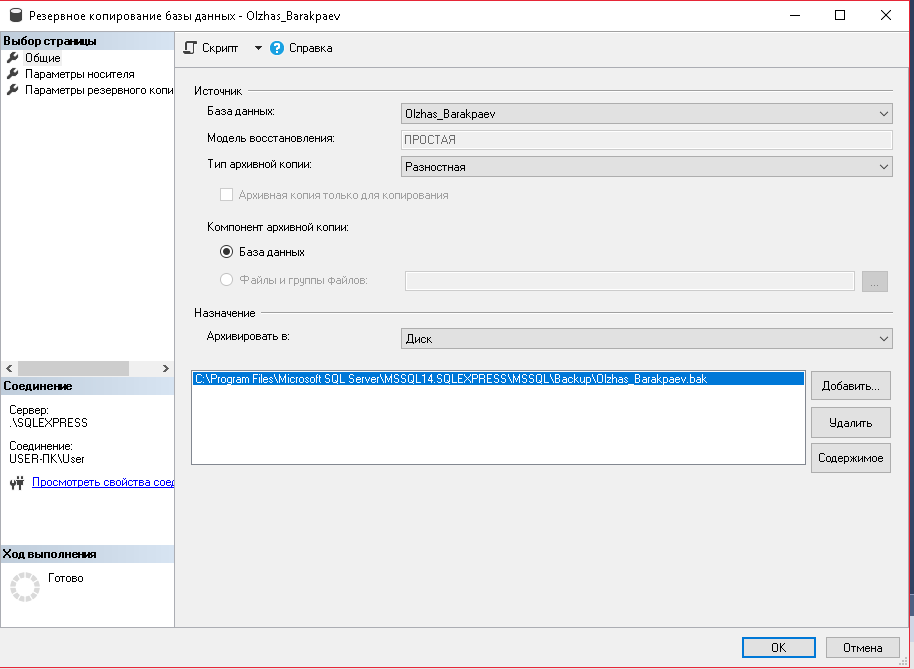 Резервное копирование базы данных - Olzhas_Barakpaev
Выбор страницы
Общие
Параметры носителя
Параметры резервного копи
Скрипт
Справка
Источник
База данных:
Olzhas_Barakpaev
Модель восстановления:
ПРОСТАЯ
Тип архивной копии:
Разностная
Архивная копия только для копирования
Компонент архивной копии:
База данных
Файлы и группы файлов:
...
Назначение
Архивировать в:
Диск
C:\Program Files\Microsoft SQL Server\MSSQL14.SQLEXPRESS\MSSQL\Backup\Olzhas_Barakpaev.bak
Добавить...
Удалить
Содержимое
Соединение
Сервер:
.\SQLEXPRESS
Соединение:
USER-ПК\User
Просмотреть свойства соед
Ход выполнения
Готово
OK
Отмена